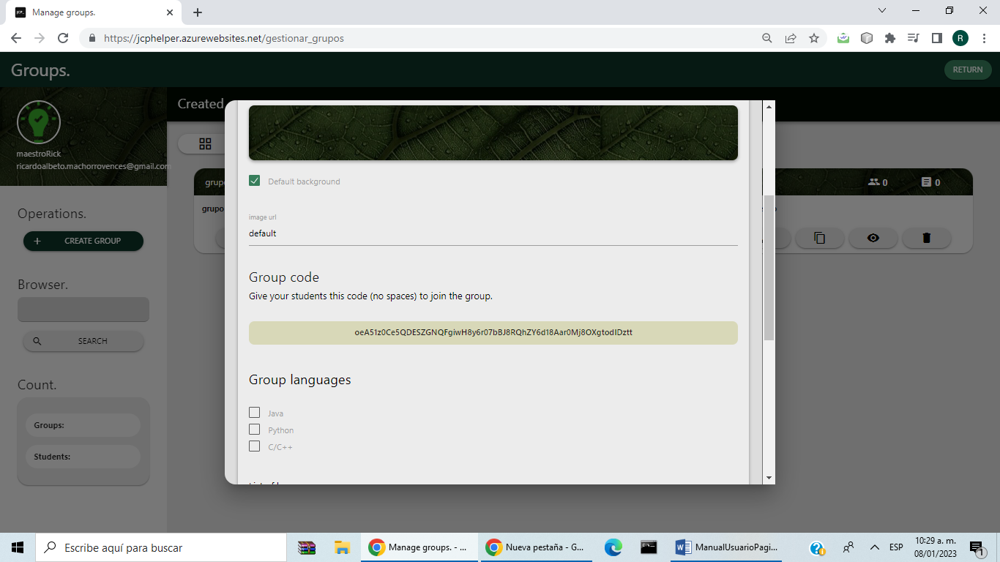 Manage groups.
https://jcphelper.azurewebsites.net/gestionar_grupos
R
Groups.
RETURN
maestroRick
ricardoalbeto.machorrovences@gmail.com
Operations.
CREATE GROUP
Browser.
SEARCH
Count.
Groups:
Students:
Created
0
0
Default background
image url
default
Group code
Give your students this code (no spaces) to join the group.
oeA51z0Ce5QDESZGNQFgiwH8y6r07bBJ8RQhZY6d18Aar0Mj8OXgtodIDztt
Group languages
Java
Python
C/C++
Escribe aquí para buscar
Manage groups. - ...
Nueva pestaña - G...
ManualUsuarioPagi...
ESP
10:29 a. m.
08/01/2023
1